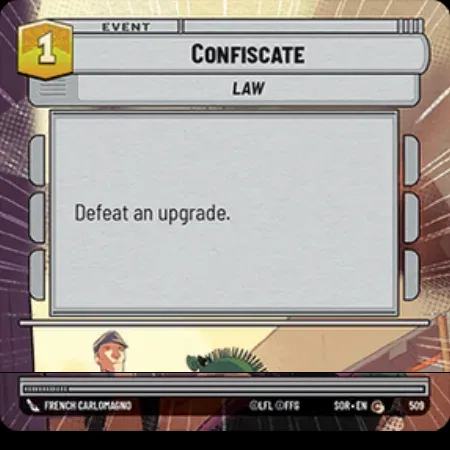 EVENT
1
CONFISCATE
LAW
Defeat an upgrade.
FRENCH CARLOMAGNO
©LFL ©FFG
SOR • EN
509